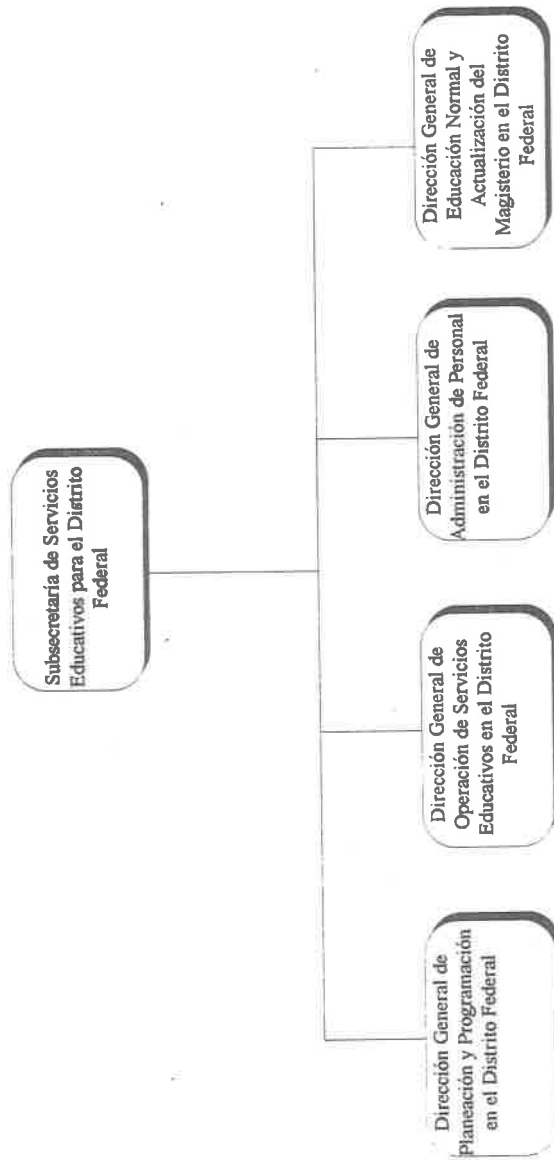 Subsecretaría de Servicios
Educativos para el Distrito
Federal
Dirección General de
Planeación y Programación
en el Distrito Federal
Dirección General de
Operación de Servicios
Educativos en el Distrito
Federal
Dirección General de
Administración de Personal
en el Distrito Federal
Dirección General de
Educación Normal y
Actualización del
Magisterio en el Distrito
Federal